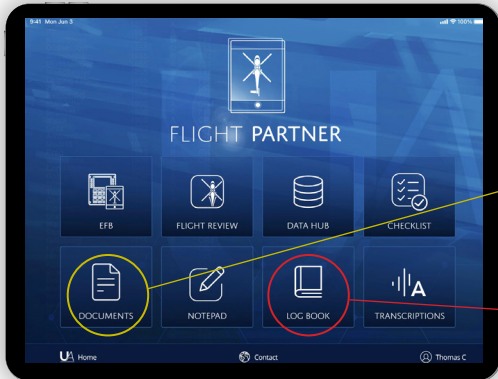 9:41 Mon Jun 3
100%
FLIGHT PARTNER
EFB
FLIGHT REVIEW
DATA HUB
CHECKLIST
DOCUMENTS
NOTEPAD
LOG BOOK
TRANSCRIPTIONS
UA Home
Contact
Thomas C